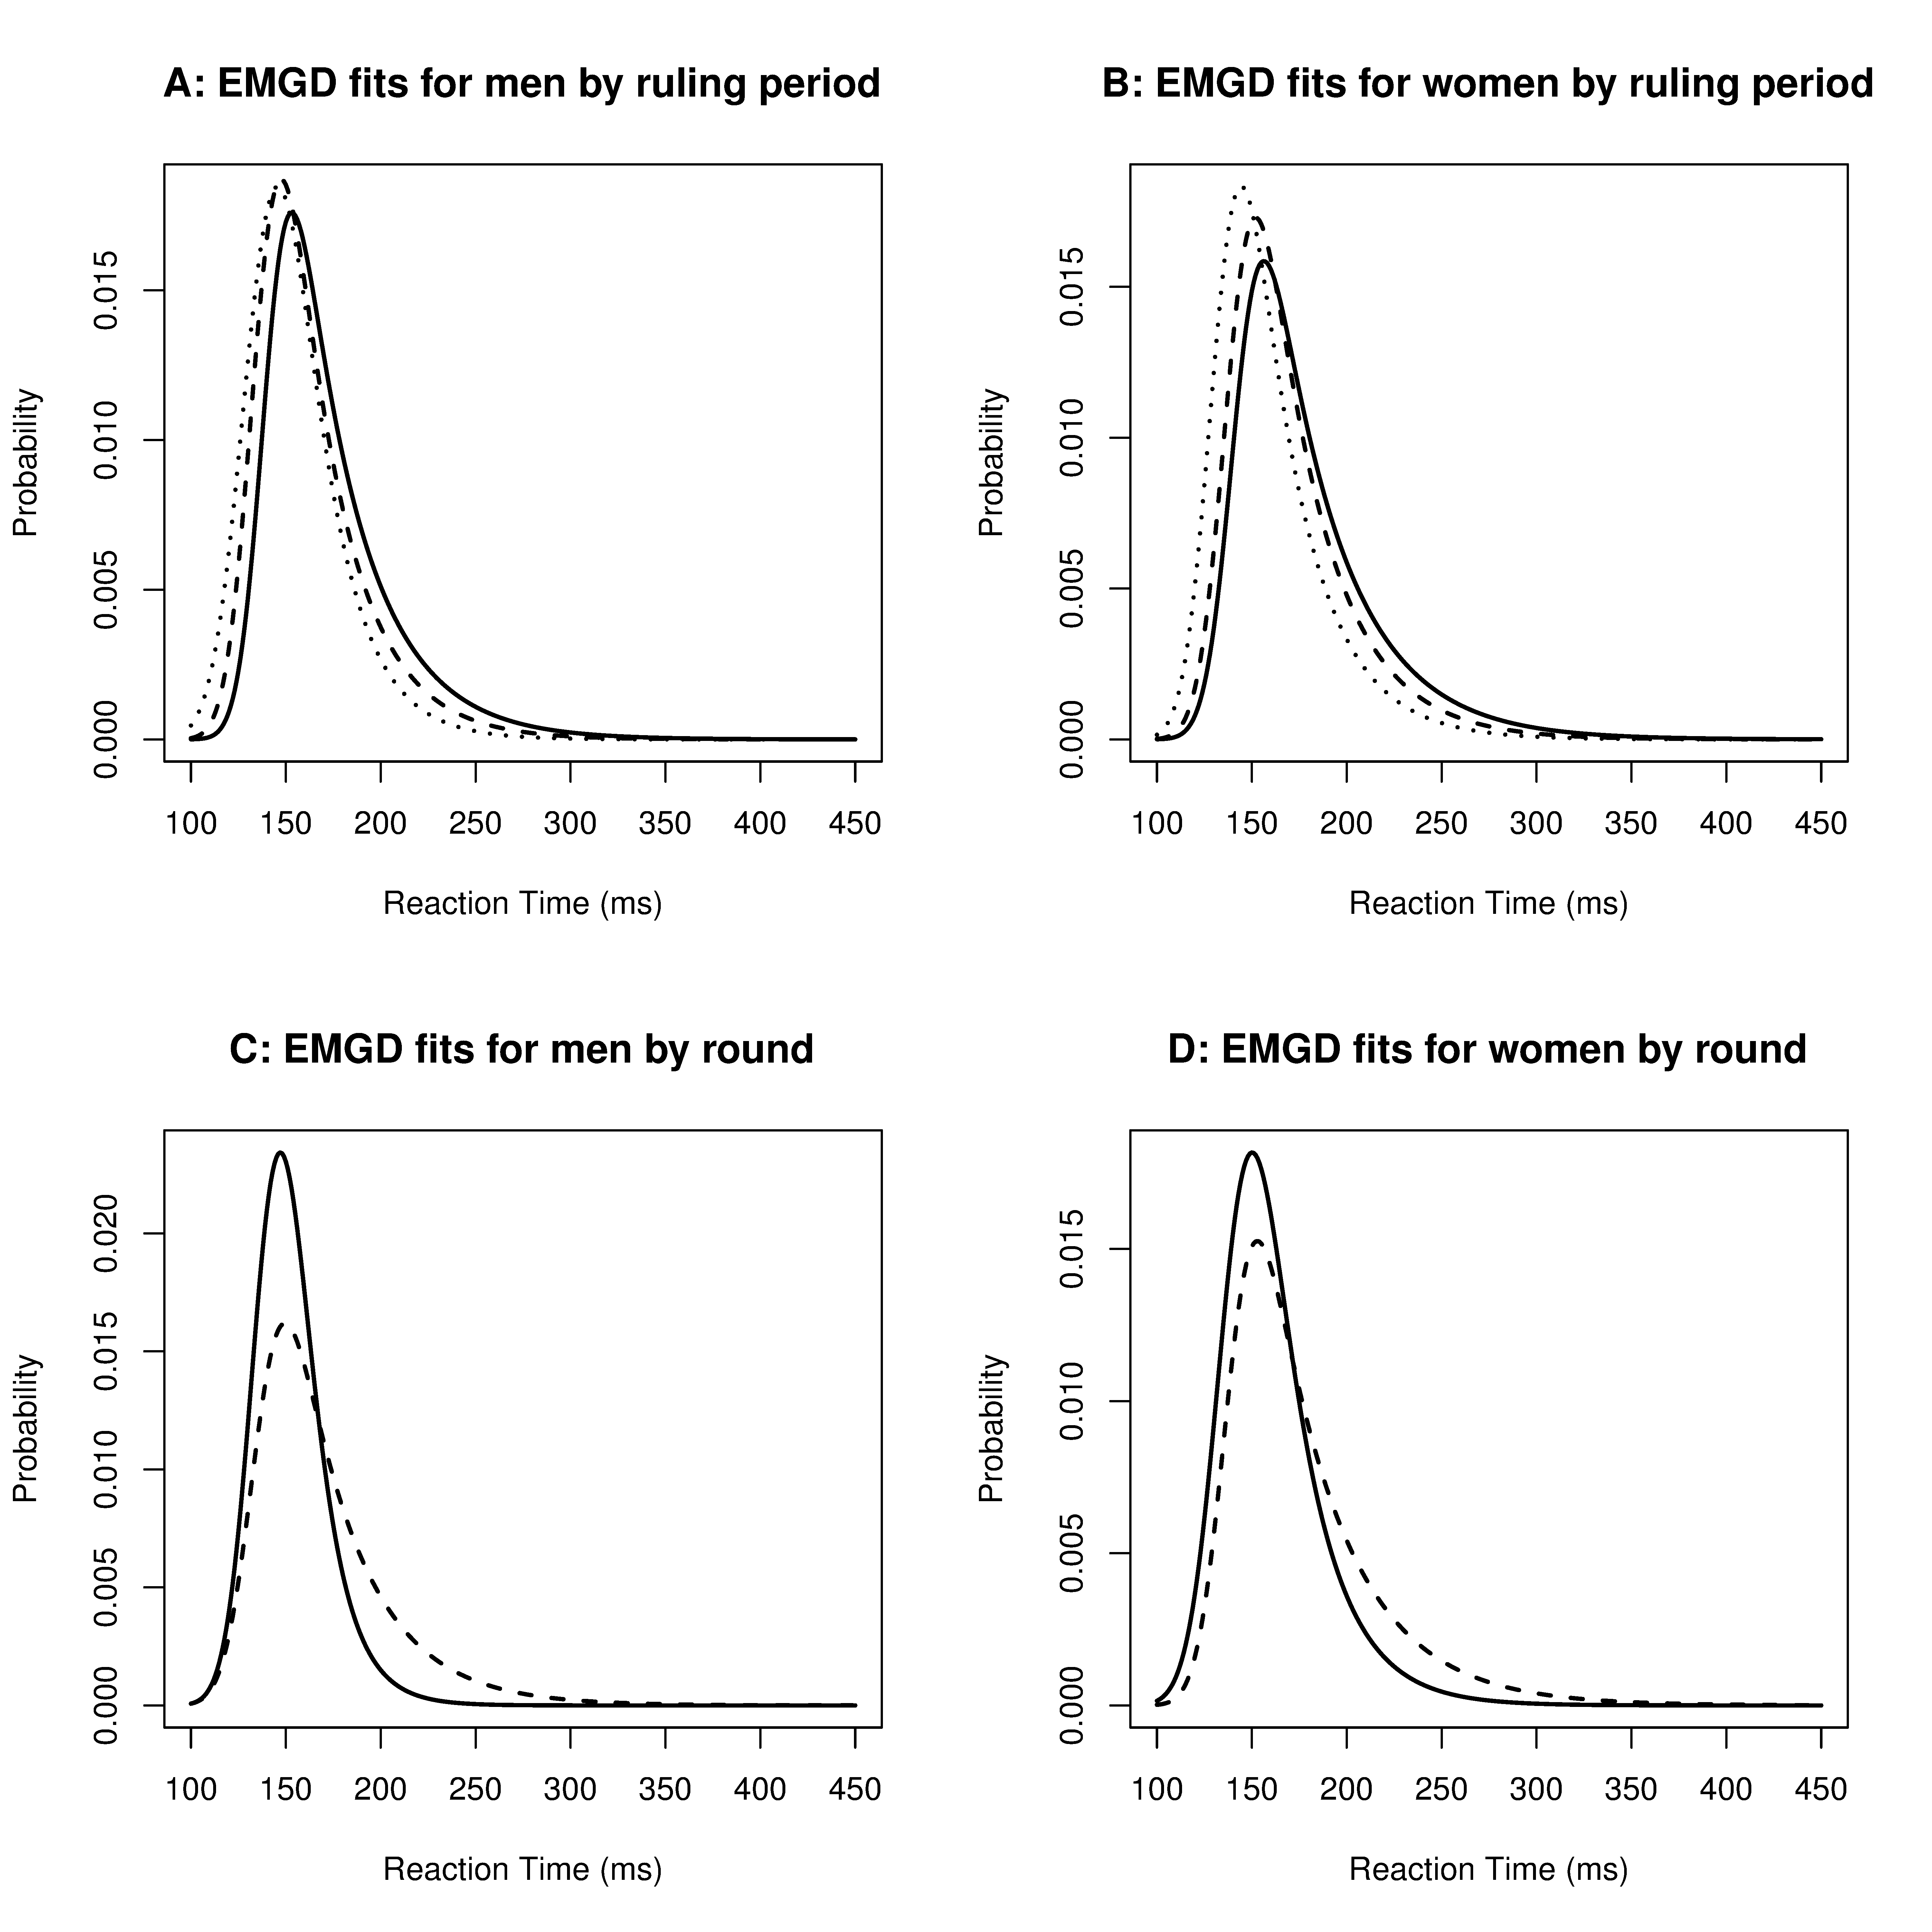 A: EMGD fits for men by ruling period
Probability
0.000 0.005 0.010 0.015
100 150 200 250 300 350 400 450
Reaction Time (ms)
B: EMGD fits for women by ruling period
Probability
0.000 0.005 0.010 0.015
100 150 200 250 300 350 400 450
Reaction Time (ms)
C: EMGD fits for men by round
Probability
0.000 0.005 0.010 0.015 0.020
100 150 200 250 300 350 400 450
Reaction Time (ms)
D: EMGD fits for women by round
Probability
0.000 0.005 0.010 0.015
100 150 200 250 300 350 400 450
Reaction Time (ms)